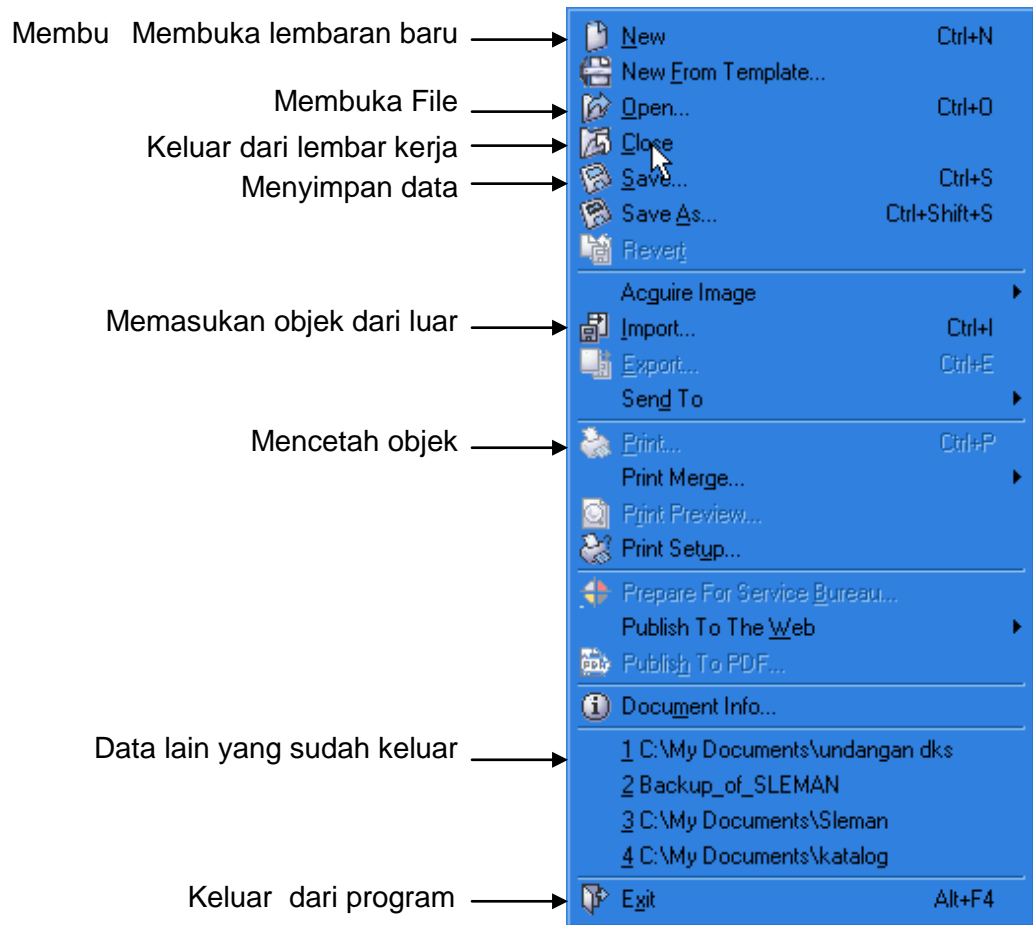 Membu Membuka lembaran baru New Ctrl+N
New From Template...
Membuka File Open... Ctrl+O
Keluar dari lembar kerja Close
Menyimpan data Save... Ctrl+S
Save As... Ctrl+Shift+S
Revert
Acquire Image
Memasukan objek dari luar Import... Ctrl+I
Export... Ctrl+E
Send To
Mencetah objek Print... Ctrl+P
Print Merge...
Print Preview...
Print Setup...
Prepare For Service Bureau...
Publish To The Web
Publish To PDF...
Document Info...
Data lain yang sudah keluar 1 C:\My Documents\undangan dks
2 Backup_of_SLEMAN
3 C:\My Documents\Sleman
4 C:\My Documents\katalog
Keluar dari program Exit Alt+F4